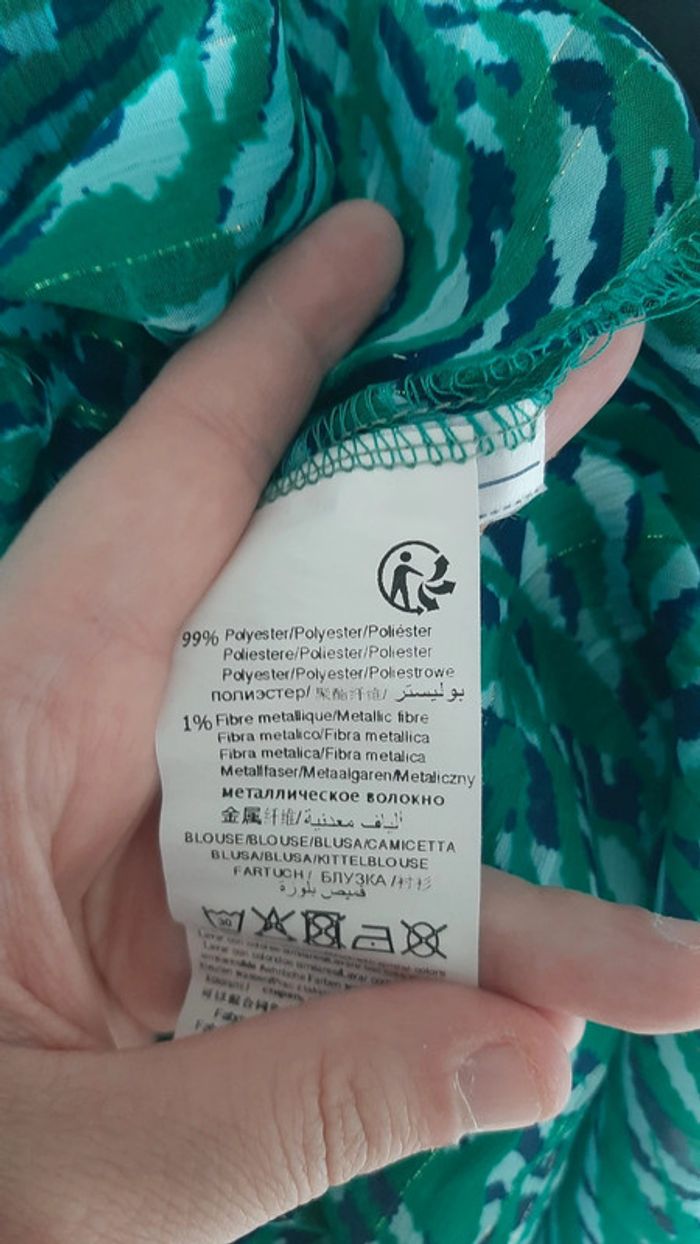 99% Polyester/Polyester/Poliéster
Poliestere/Poliester/Poliester
Polyester/Polyester/Poliestrowe
полиэстер/ 聚酯纤维/ بوليستر
1% Fibre metallique/Metallic fibre
Fibra metalico/Fibra metallica
Fibra metalica/Fibra metalica
Metallfaser/Metaalgaren/Metaliczny
металлическое волокно
金属纤维/ألياف معدنية
BLOUSE/BLOUSE/BLUSA/CAMICETTA
BLUSA/BLUSA/KITTELBLOUSE
FARTUCH/ БЛУЗКА /衬衫
قميص بلوزة
30